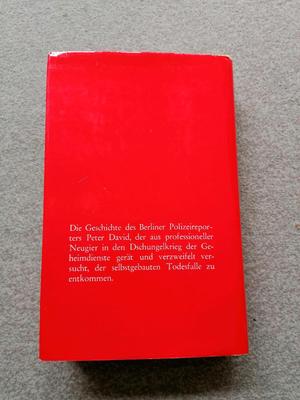 Die Geschichte des Berliner Polizeirepor-
ters Peter David, der aus professioneller
Neugier in den Dschungelkrieg der Ge-
heimdienste gerät und verzweifelt ver-
sucht, der selbstgebauten Todesfalle zu
entkommen.